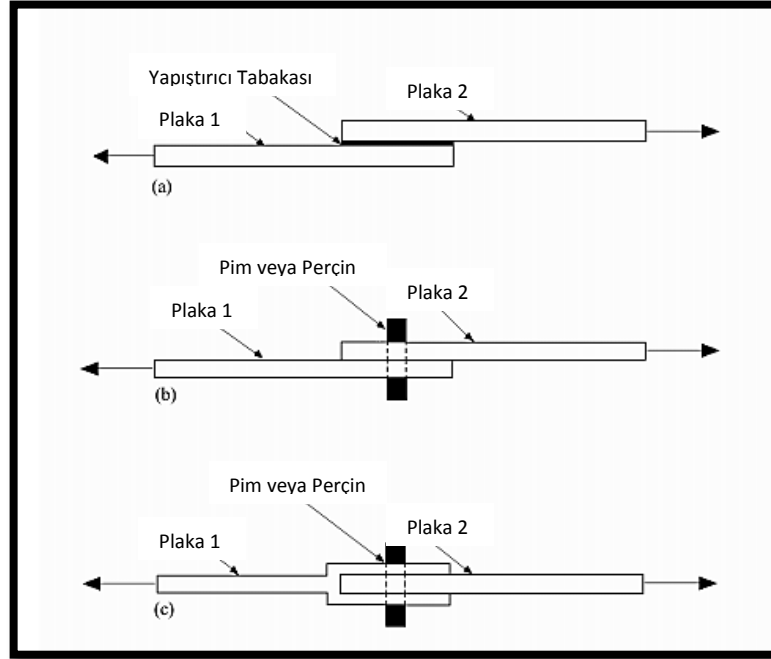 Yapıştırıcı Tabakası
Plaka 2
Plaka 1
(a)
Pim veya Perçin
Plaka 2
Plaka 1
(b)
Pim veya Perçin
Plaka 2
Plaka 1
(c)